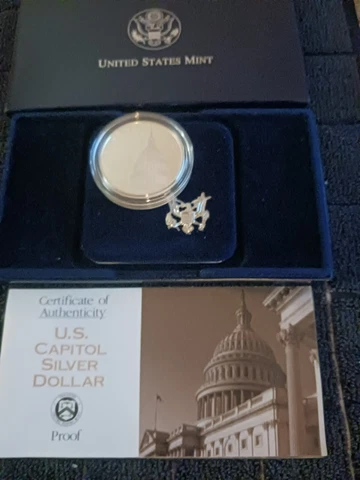 UNITED STATES MINT
Certificate of
Authenticity
U.S.
CAPITOL
SILVER
DOLLAR
Proof